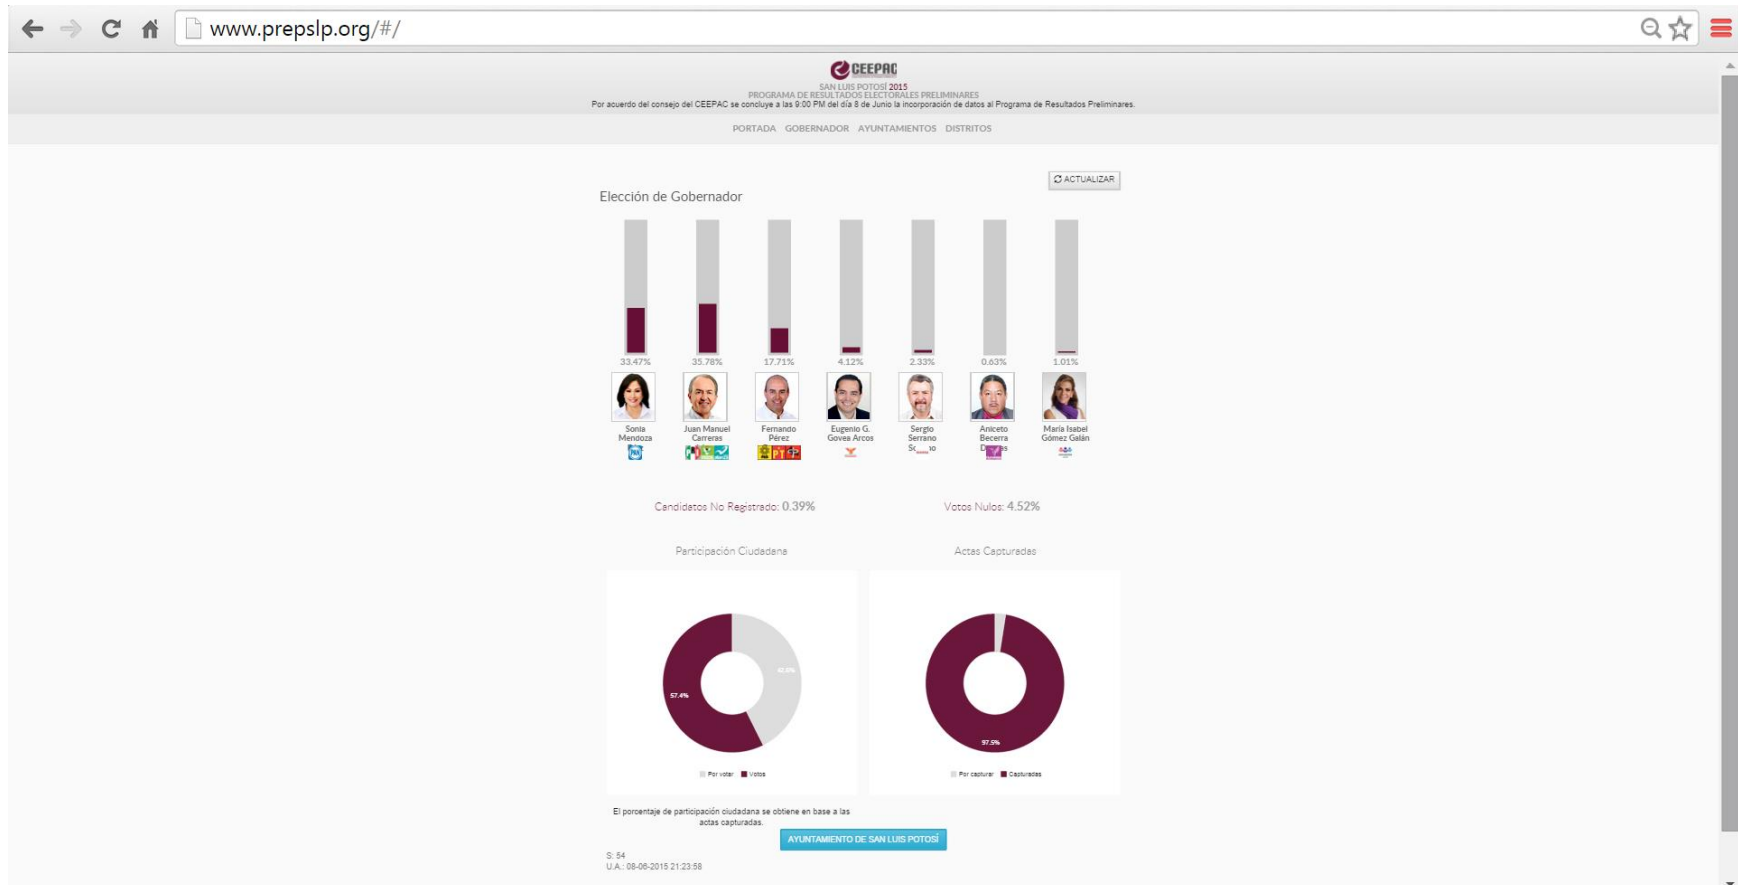 www.prepslp.org/#/
CEEPAC
SAN LUIS POTOSÍ 2015
PROGRAMA DE RESULTADOS ELECTORALES PRELIMINARES
Por acuerdo del consejo del CEEPAC se concluye a las 9:00 PM del día 8 de Junio la incorporación de datos al Programa de Resultados Preliminares.
PORTADA GOBERNADOR AYUNTAMIENTOS DISTRITOS
ACTUALIZAR
Elección de Gobernador
33.47% 35.78% 17.71% 4.12% 2.33% 0.63% 1.01%
Sonia Juan Manuel Fernando Eugenio G. Sergio Aniceto María Isabel
Mendoza Carreras Pérez Govea Arcos Serrano Becerra Gómez Galán
PAN PT
Candidatos No Registrado: 0.39% Votos Nulos: 4.52%
Participación Ciudadana Actas Capturadas
57.4%
97.5%
Por votar Votos Por capturar Capturadas
El porcentaje de participación ciudadana se obtiene en base a las
actas capturadas.
AYUNTAMIENTO DE SAN LUIS POTOSÍ
S: 54
U.A.: 08-06-2015 21:23:58